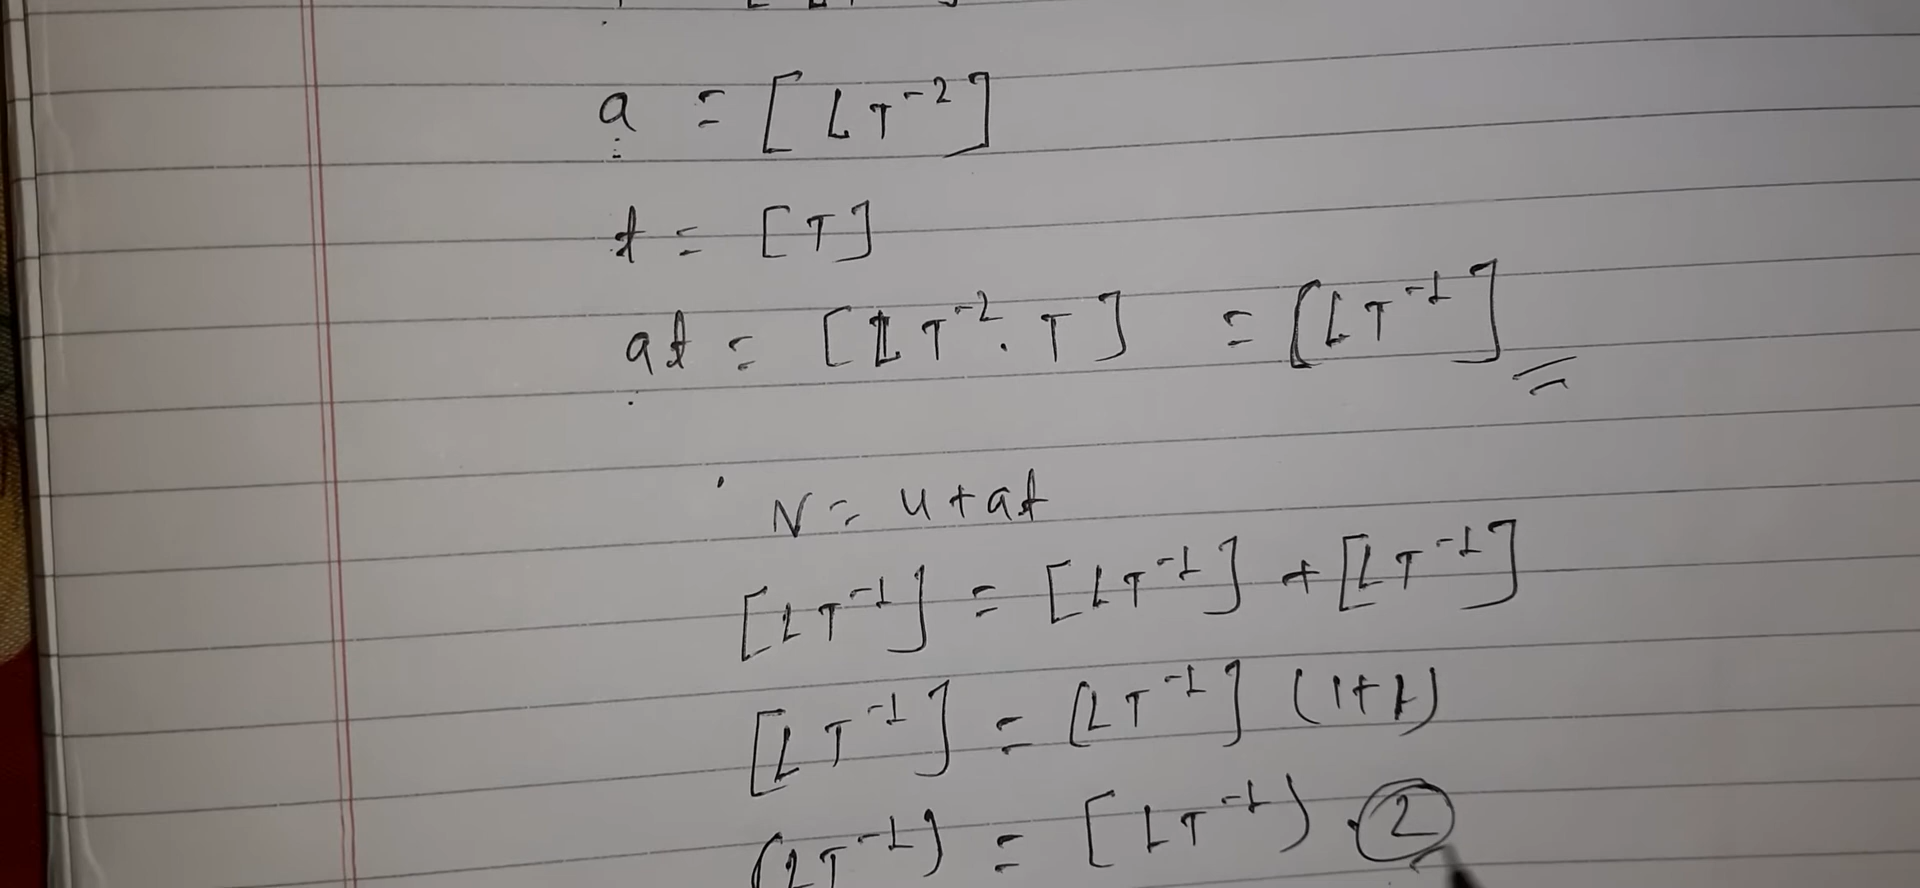 a = [LT⁻²]
t = [T]
at = [LT⁻².T] = [LT⁻¹]
V = u+at
[LT⁻¹] = [LT⁻¹] + [LT⁻¹]
[LT⁻¹] = [LT⁻¹] (1+1)
(LT⁻¹) = [LT⁻¹) . 2